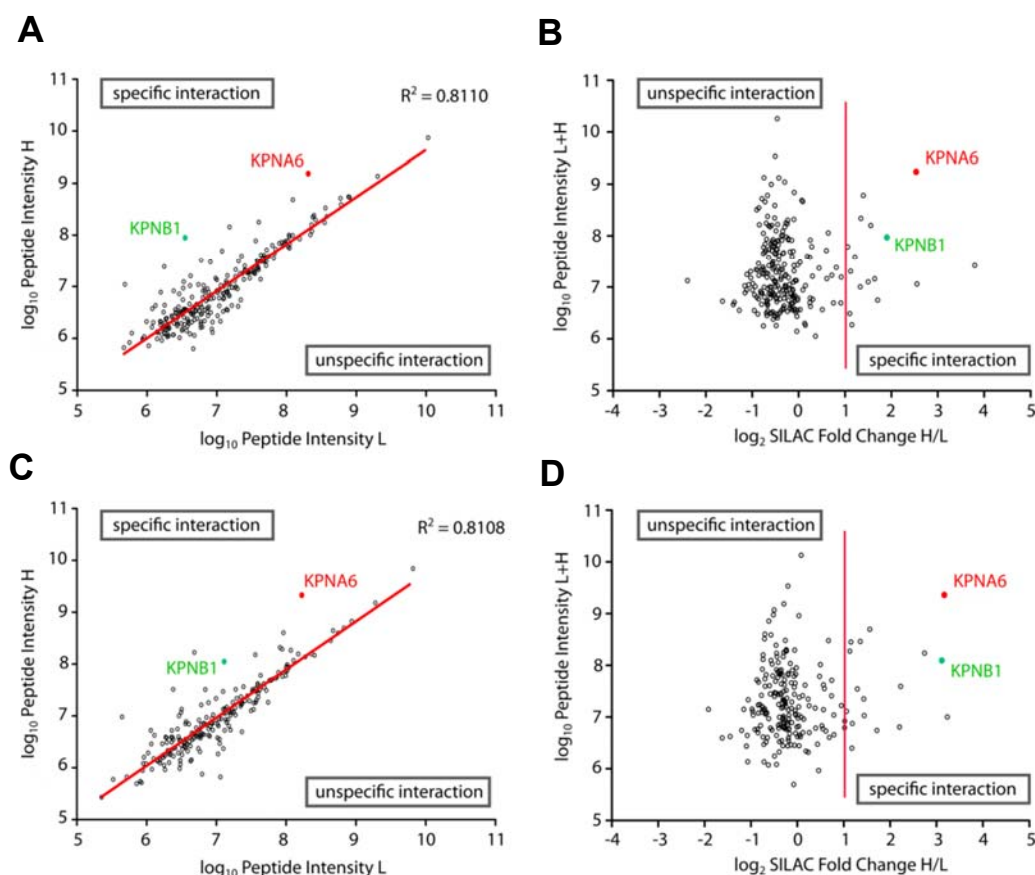 A
specific interaction
R² = 0.8110
KPNA6
KPNB1
unspecific interaction
log₁₀ Peptide Intensity H
11
10
9
8
7
6
5
5 6 7 8 9 10 11
log₁₀ Peptide Intensity L
B
unspecific interaction
KPNA6
KPNB1
specific interaction
log₁₀ Peptide Intensity L+H
11
10
9
8
7
6
5
-4 -3 -2 -1 0 1 2 3 4 5
log₂ SILAC Fold Change H/L
C
specific interaction
R² = 0.8108
KPNA6
KPNB1
unspecific interaction
log₁₀ Peptide Intensity H
11
10
9
8
7
6
5
5 6 7 8 9 10 11
log₁₀ Peptide Intensity L
D
unspecific interaction
KPNA6
KPNB1
specific interaction
log₁₀ Peptide Intensity L+H
11
10
9
8
7
6
5
-4 -3 -2 -1 0 1 2 3 4 5
log₂ SILAC Fold Change H/L